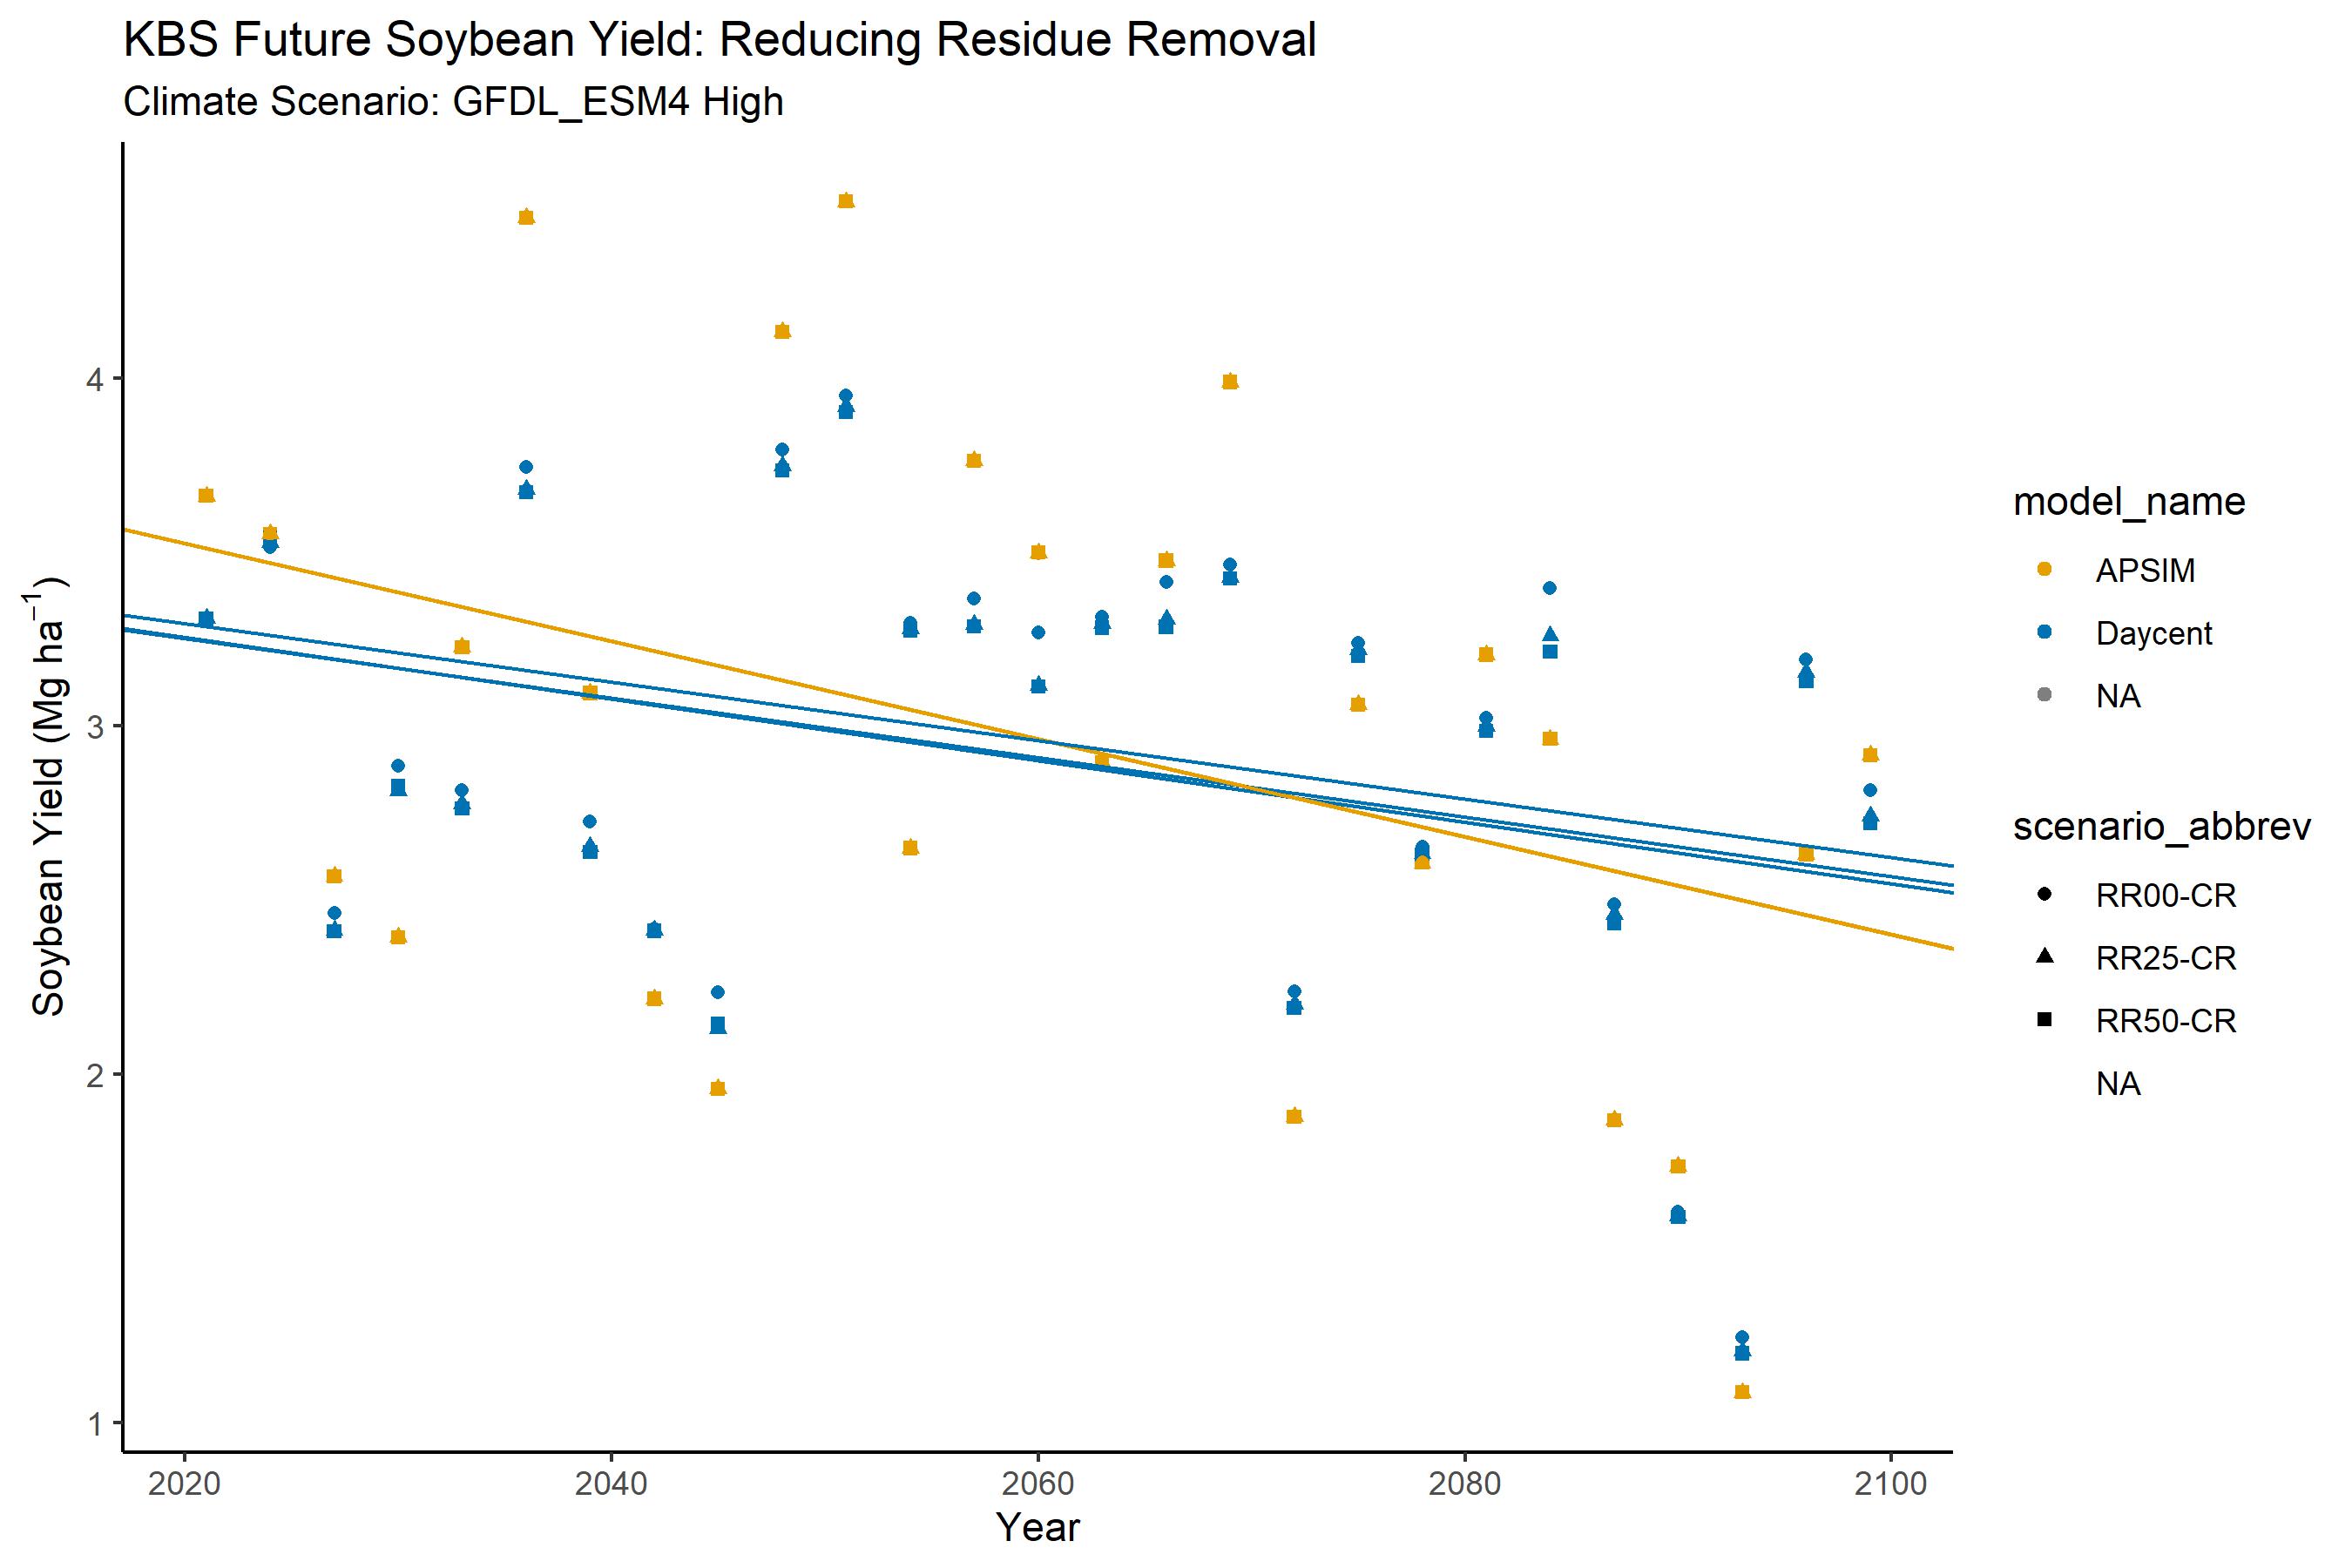 KBS Future Soybean Yield: Reducing Residue Removal
Climate Scenario: GFDL_ESM4 High
Soybean Yield (Mg ha⁻¹)
4
3
2
1
2020
2040
2060
2080
2100
Year
model_name
APSIM
Daycent
NA
scenario_abbrev
RR00-CR
RR25-CR
RR50-CR
NA